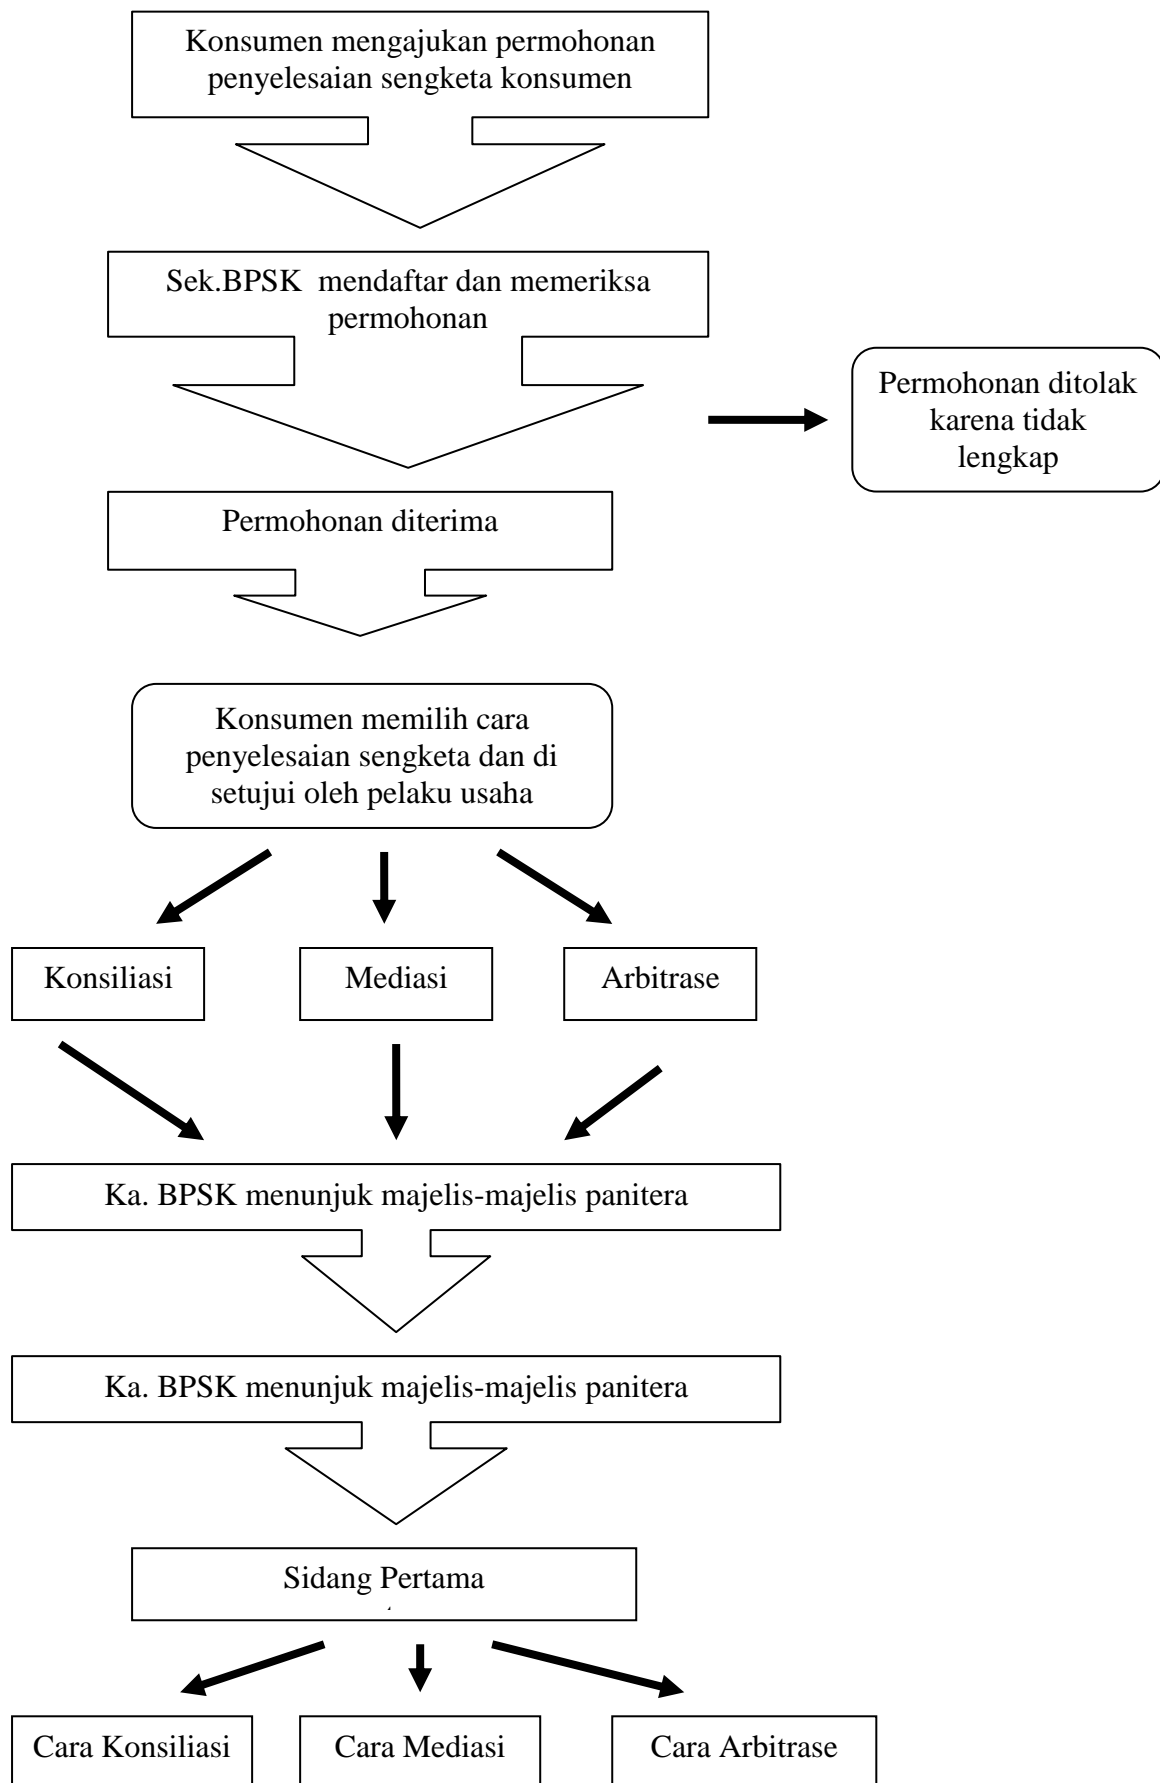 Konsumen mengajukan permohonan
penyelesaian sengketa konsumen
Sek.BPSK  mendaftar dan memeriksa
permohonan
Permohonan ditolak
karena tidak
lengkap
Permohonan diterima
Konsumen memilih cara
penyelesaian sengketa dan di
setujui oleh pelaku usaha
Konsiliasi
Mediasi
Arbitrase
Ka. BPSK menunjuk majelis-majelis panitera
Ka. BPSK menunjuk majelis-majelis panitera
Sidang Pertama
Cara Konsiliasi
Cara Mediasi
Cara Arbitrase